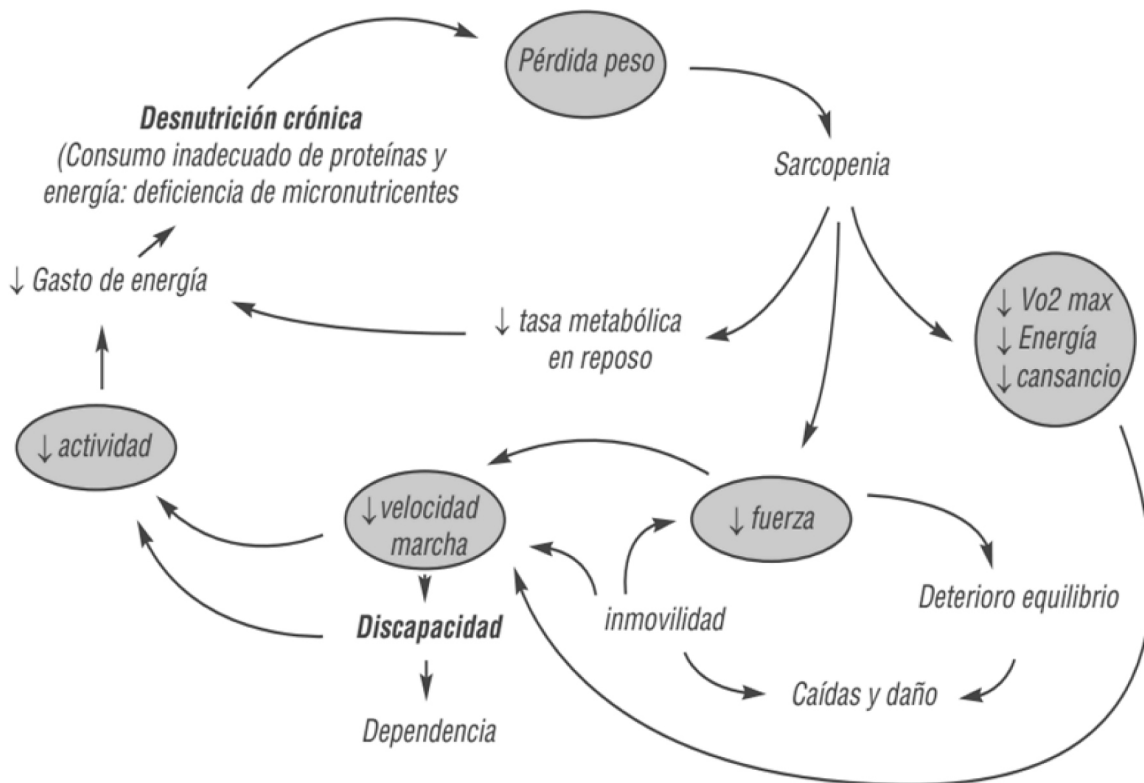 Pérdida peso
Desnutrición crónica
(Consumo inadecuado de proteínas y
energía: deficiencia de micronutricentes
Sarcopenia
↓ Gasto de energía
↓ tasa metabólica
en reposo
↓ Vo2 max
↓ Energía
↓ cansancio
↓ actividad
↓ velocidad
marcha
↓ fuerza
Discapacidad
inmovilidad
Deterioro equilibrio
Caídas y daño
Dependencia